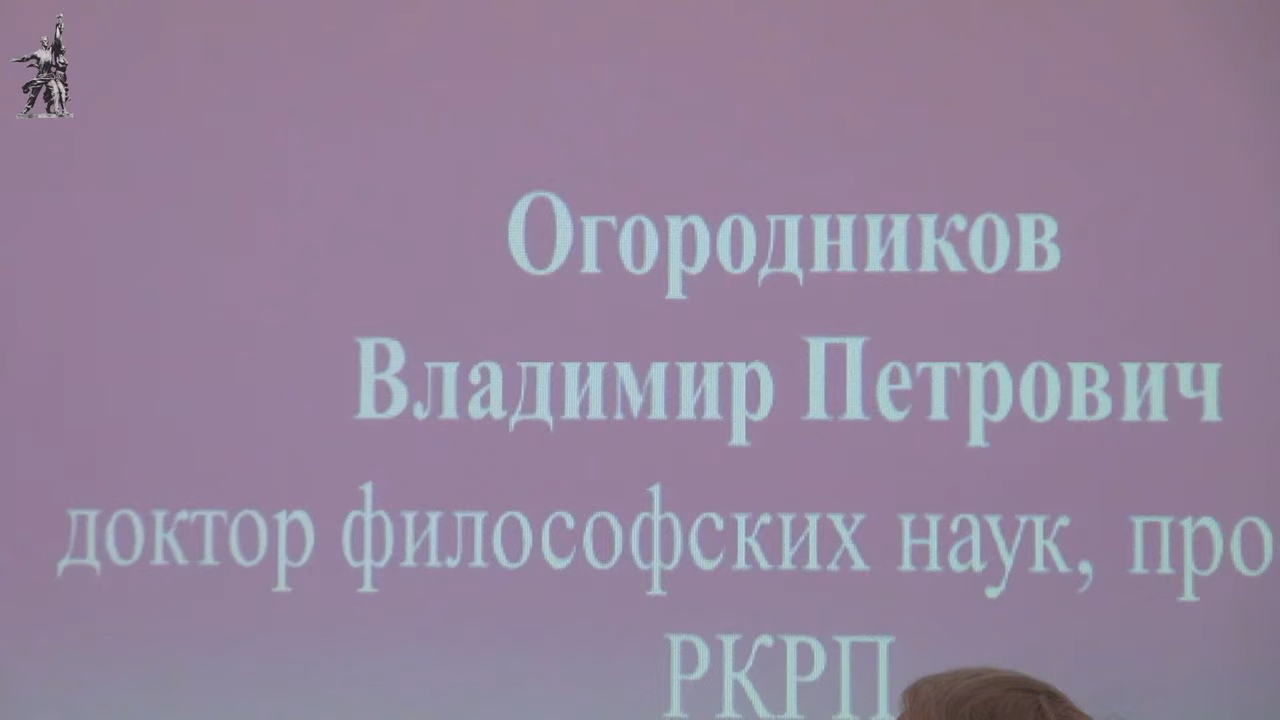 Огородников
Владимир Петрович
доктор философских наук, про
РКРП